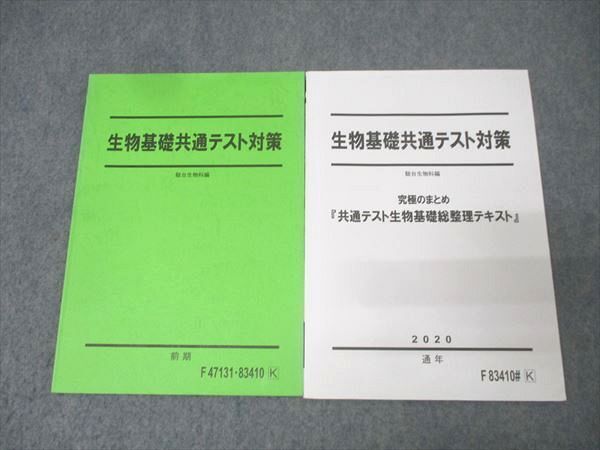 生物基礎共通テスト対策
駿台生物科編
前期
F 47131・83410 K
生物基礎共通テスト対策
駿台生物科編
究極のまとめ
『共通テスト生物基礎総整理テキスト』
2020
通年
F 83410# K